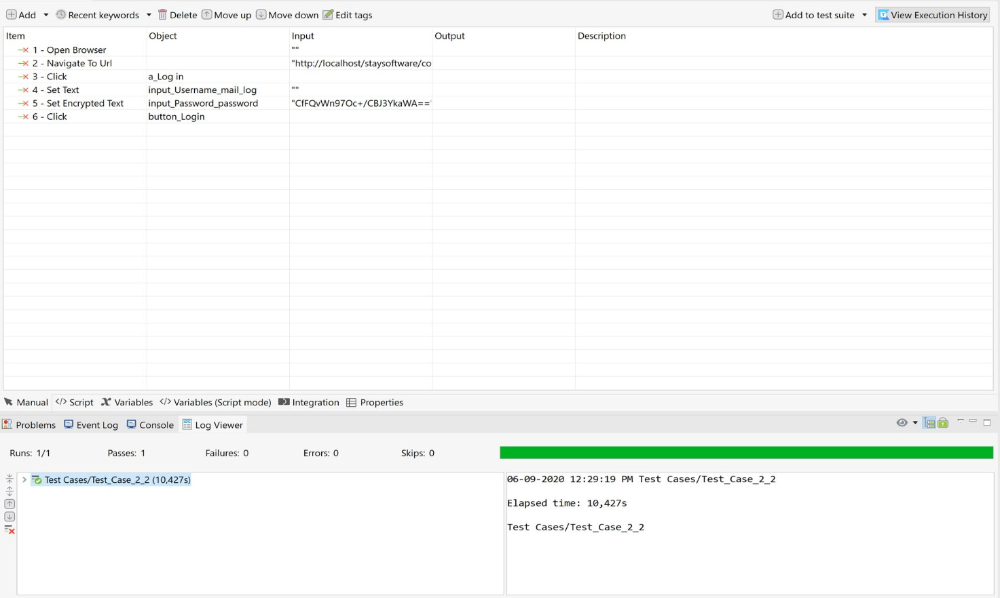 Add Recent keywords Delete Move up Move down Edit tags Add to test suite View Execution History
Item Object Input Output Description
1 - Open Browser ""
2 - Navigate To Url "http://localhost/staysoftware/co
3 - Click a_Log in
4 - Set Text input_Username_mail_log ""
5 - Set Encrypted Text input_Password_password "CfFQvWn97Oc+/CBJ3YkaWA=="
6 - Click button_Login
Manual </> Script Variables </> Variables (Script mode) Integration Properties
Problems Event Log Console Log Viewer
Runs: 1/1 Passes: 1 Failures: 0 Errors: 0 Skips: 0
Test Cases/Test_Case_2_2 (10,427s)
06-09-2020 12:29:19 PM Test Cases/Test_Case_2_2
Elapsed time: 10,427s
Test Cases/Test_Case_2_2